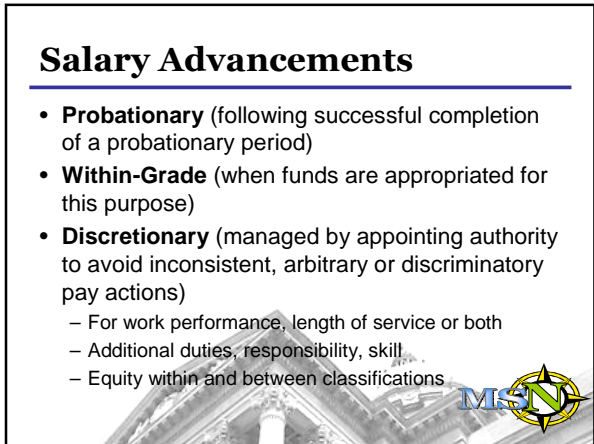 Salary Advancements
• Probationary (following successful completion
of a probationary period)
• Within-Grade (when funds are appropriated for
this purpose)
• Discretionary (managed by appointing authority
to avoid inconsistent, arbitrary or discriminatory
pay actions)
– For work performance, length of service or both
– Additional duties, responsibility, skill
– Equity within and between classifications
MSN